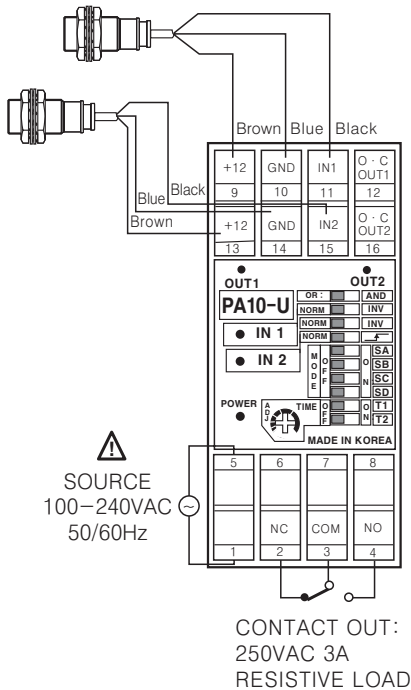 Brown Blue Black
+12 GND IN1 O · C OUT1
9 10 11 12
Black
Blue
Brown
+12 GND IN2 O · C OUT2
13 14 15 16
OUT1 OUT2
PA10-U
OR : AND
NORM INV
NORM INV
NORM
IN 1
IN 2
MODE OFF ON SA
SB
SC
SD
POWER
ADJ TIME OFF ON T1
T2
MADE IN KOREA
5 6 7 8
SOURCE
100-240VAC ~
50/60Hz
NC COM NO
1 2 3 4
CONTACT OUT:
250VAC 3A
RESISTIVE LOAD